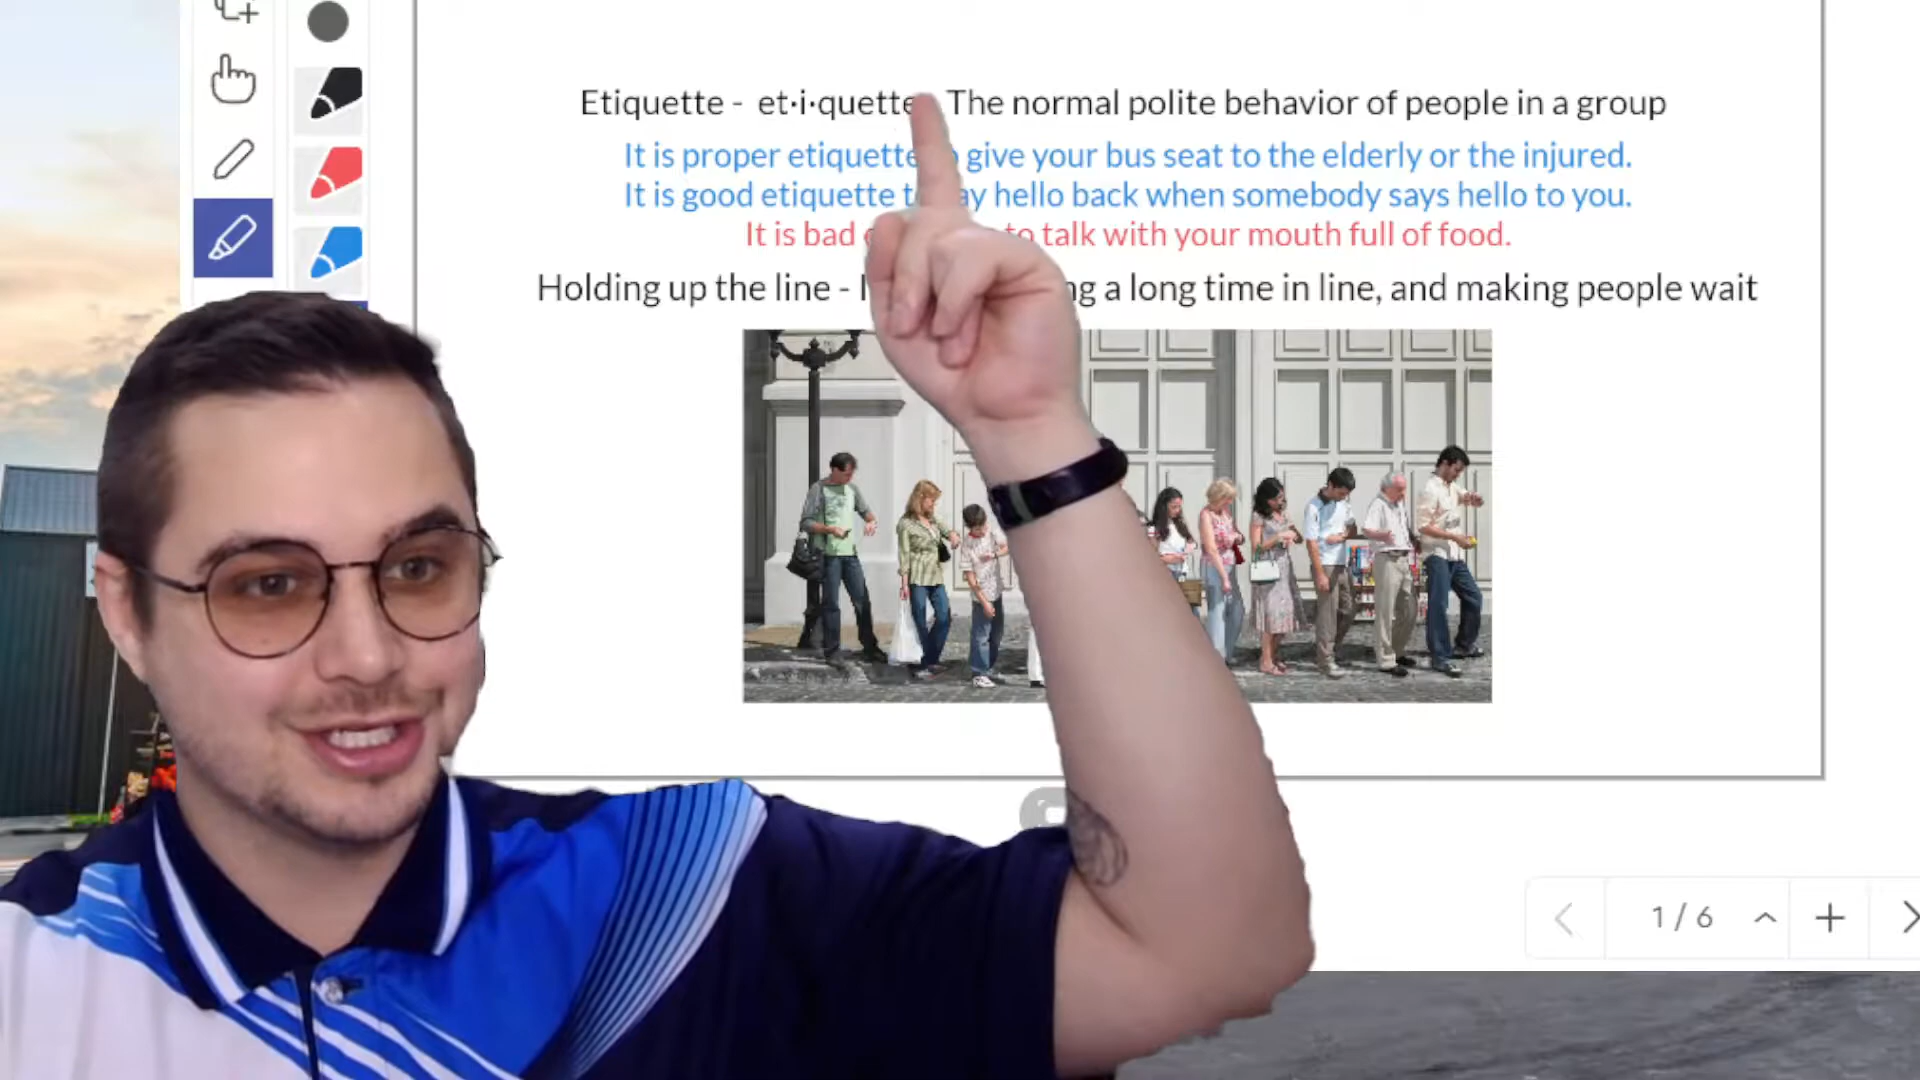 Etiquette - et·i·quette The normal polite behavior of people in a group
It is proper etiquette give your bus seat to the elderly or the injured.
It is good etiquette hello back when somebody says hello to you.
It is bad to talk with your mouth full of food.
Holding up the line - a long time in line, and making people wait
1 / 6